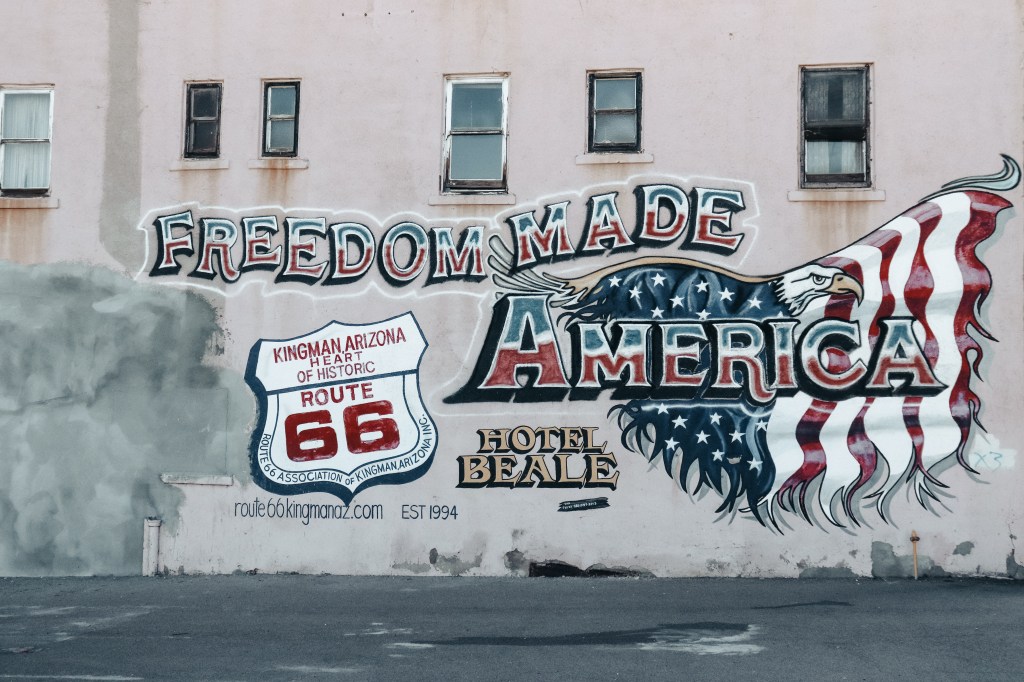 FREEDOM MADE
AMERICA
KINGMAN, ARIZONA
HEART
OF HISTORIC
ROUTE
66
ROUTE 66 ASSOCIATION OF KINGMAN, ARIZONA INC.
HOTEL
BEALE
route66kingmanaz.com EST 1994
X3